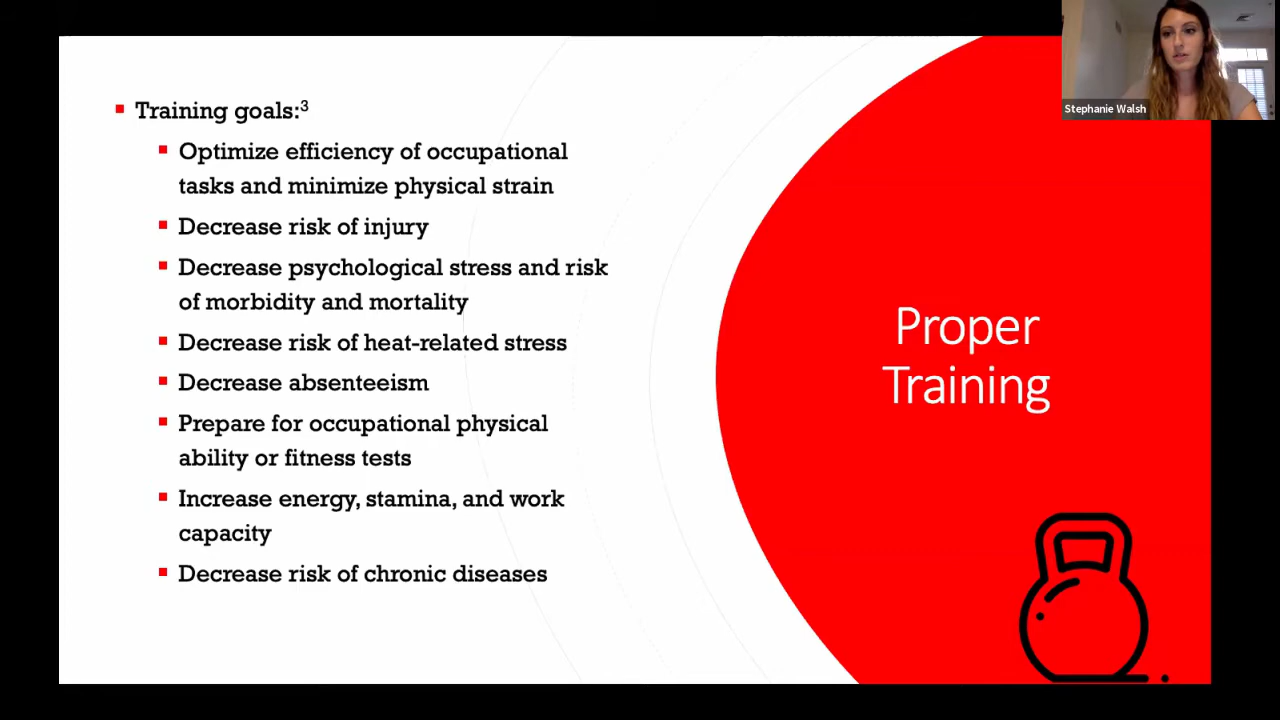 Training goals:³
Optimize efficiency of occupational
tasks and minimize physical strain
Decrease risk of injury
Decrease psychological stress and risk
of morbidity and mortality
Decrease risk of heat-related stress
Decrease absenteeism
Prepare for occupational physical
ability or fitness tests
Increase energy, stamina, and work
capacity
Decrease risk of chronic diseases
Proper
Training
Stephanie Walsh